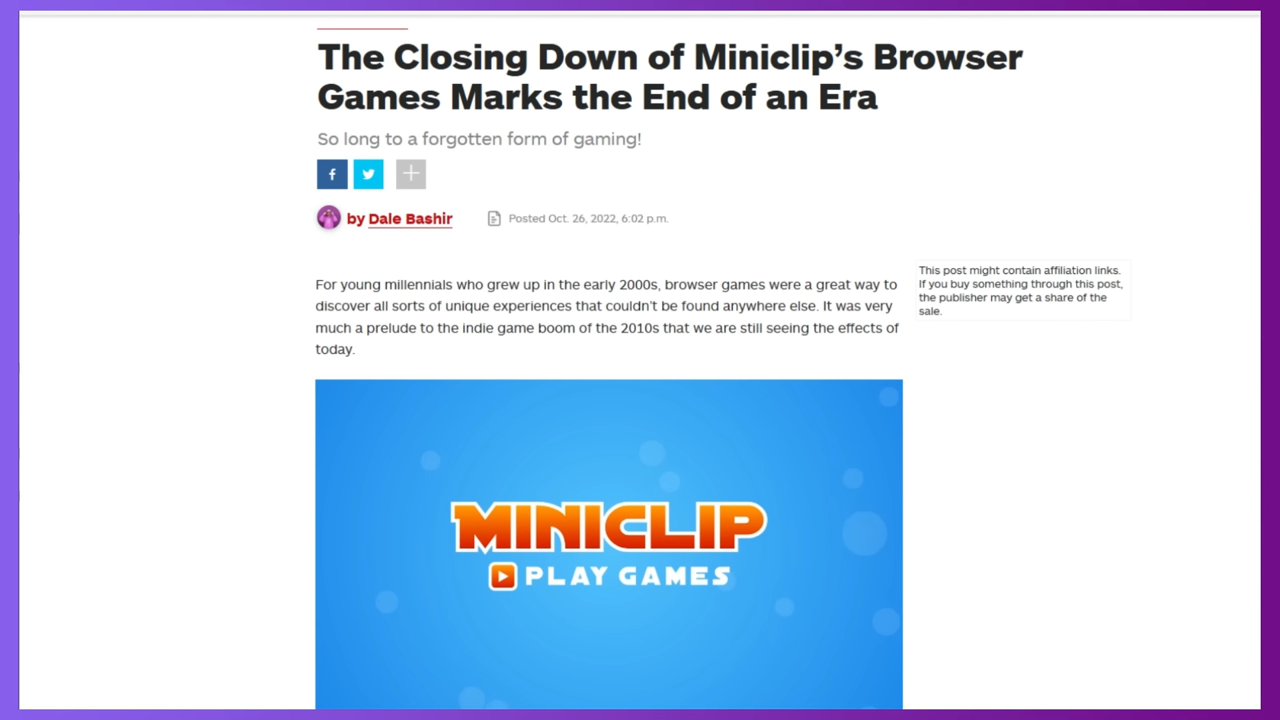 The Closing Down of Miniclip’s Browser
Games Marks the End of an Era
So long to a forgotten form of gaming!
by Dale Bashir
Posted Oct. 26, 2022, 6:02 p.m.
For young millennials who grew up in the early 2000s, browser games were a great way to
discover all sorts of unique experiences that couldn’t be found anywhere else. It was very
much a prelude to the indie game boom of the 2010s that we are still seeing the effects of
today.
This post might contain affiliation links.
If you buy something through this post,
the publisher may get a share of the
sale.
MINICLIP
PLAY GAMES